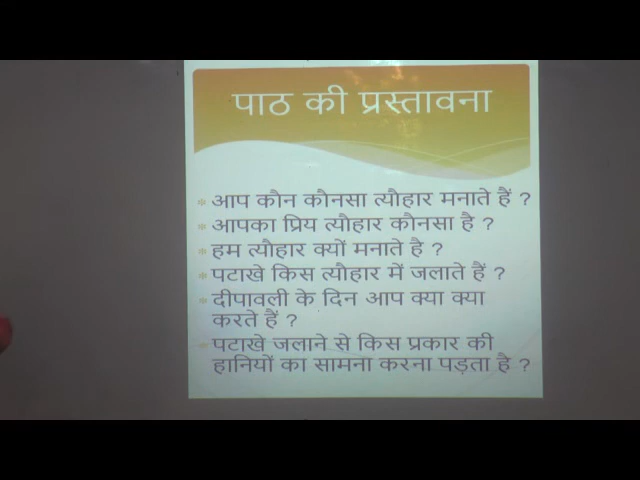 पाठ की प्रस्तावना
* आप कौन कौनसा त्यौहार मनाते हैं ?
* आपका प्रिय त्यौहार कौनसा है ?
* हम त्यौहार क्यों मनाते है ?
* पटाखे किस त्यौहार में जलाते हैं ?
* दीपावली के दिन आप क्या क्या
करते हैं ?
* पटाखे जलाने से किस प्रकार की
हानियों का सामना करना पड़ता है ?